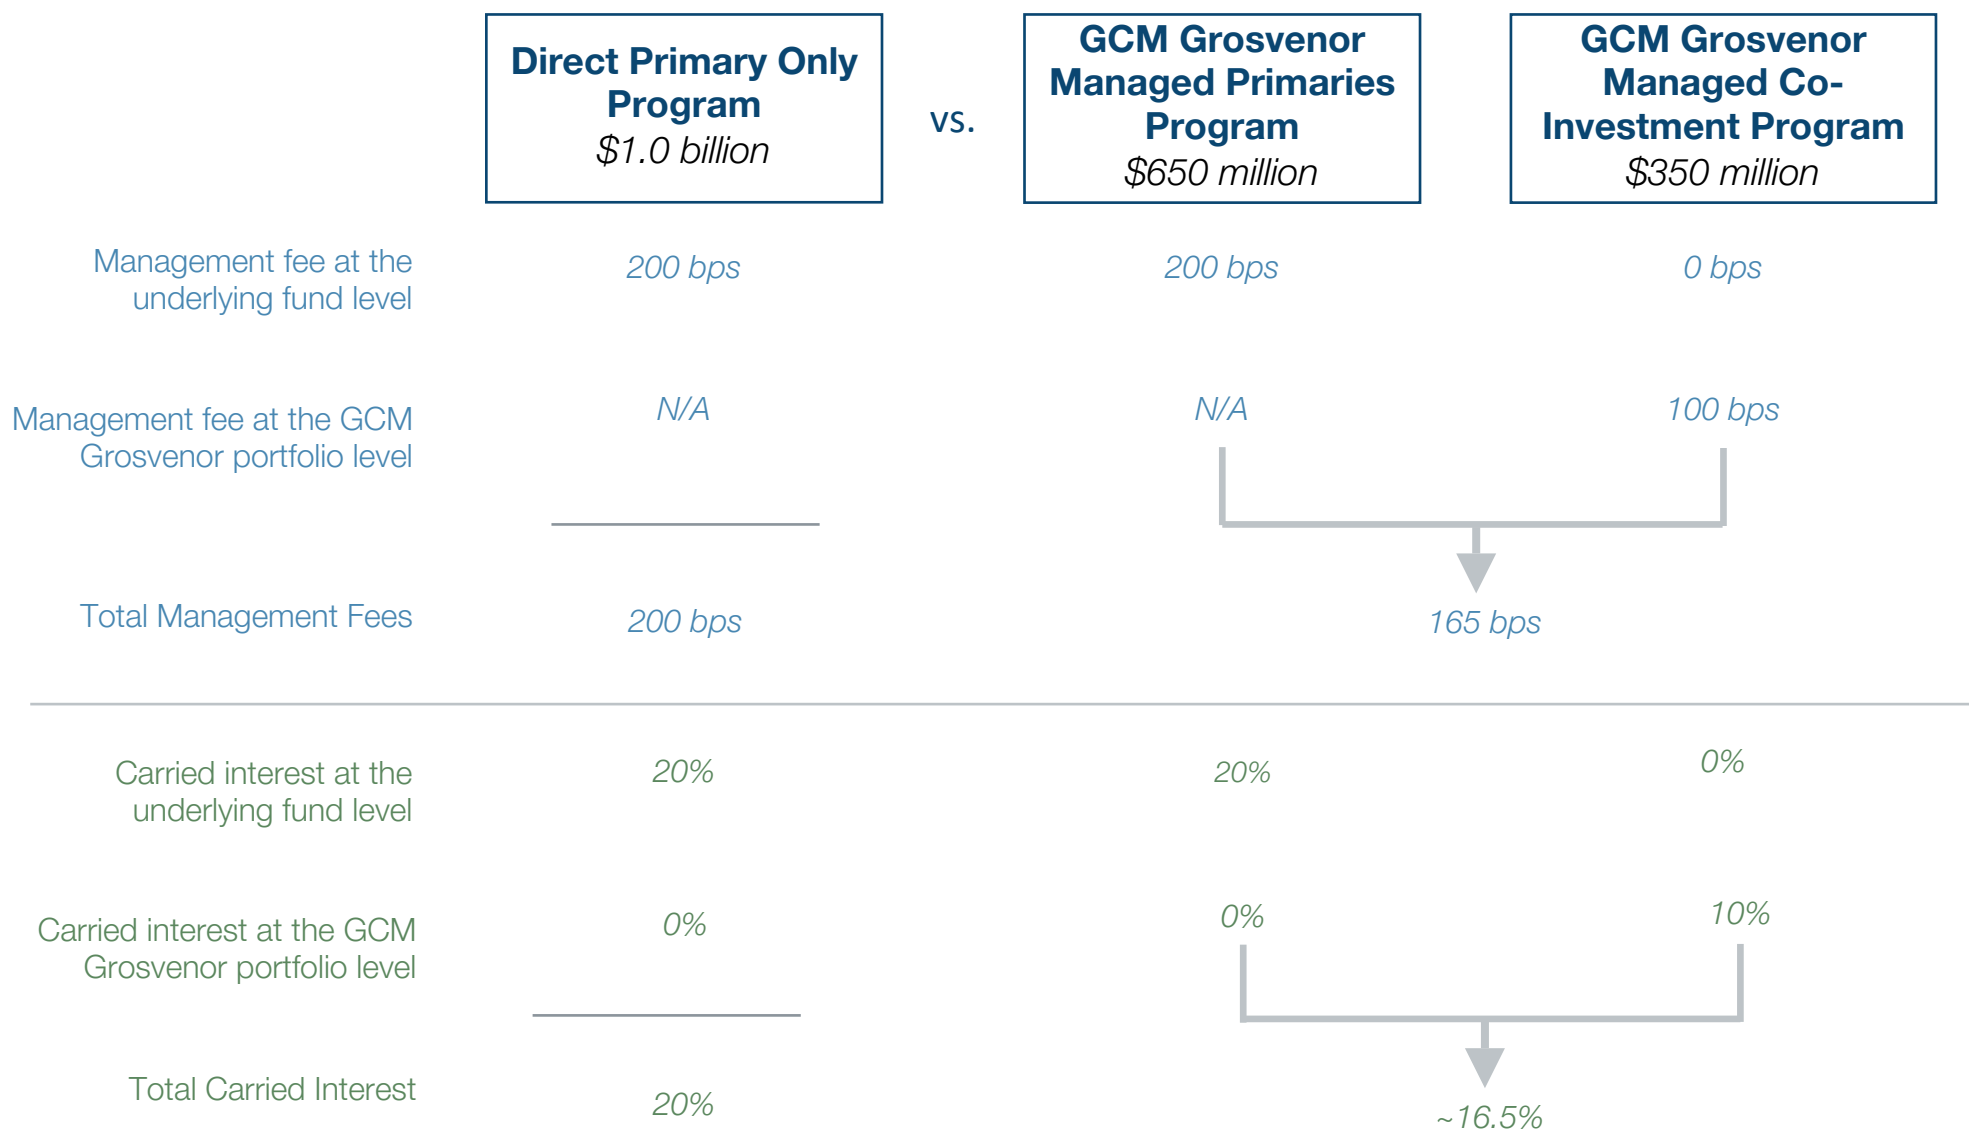 Direct Primary Only
Program
$1.0 billion
vs.
GCM Grosvenor
Managed Primaries
Program
$650 million
GCM Grosvenor
Managed Co-
Investment Program
$350 million
Management fee at the
underlying fund level
200 bps
200 bps
0 bps
Management fee at the GCM
Grosvenor portfolio level
N/A
N/A
100 bps
Total Management Fees
200 bps
165 bps
Carried interest at the
underlying fund level
20%
20%
0%
Carried interest at the GCM
Grosvenor portfolio level
0%
0%
10%
Total Carried Interest
20%
~16.5%